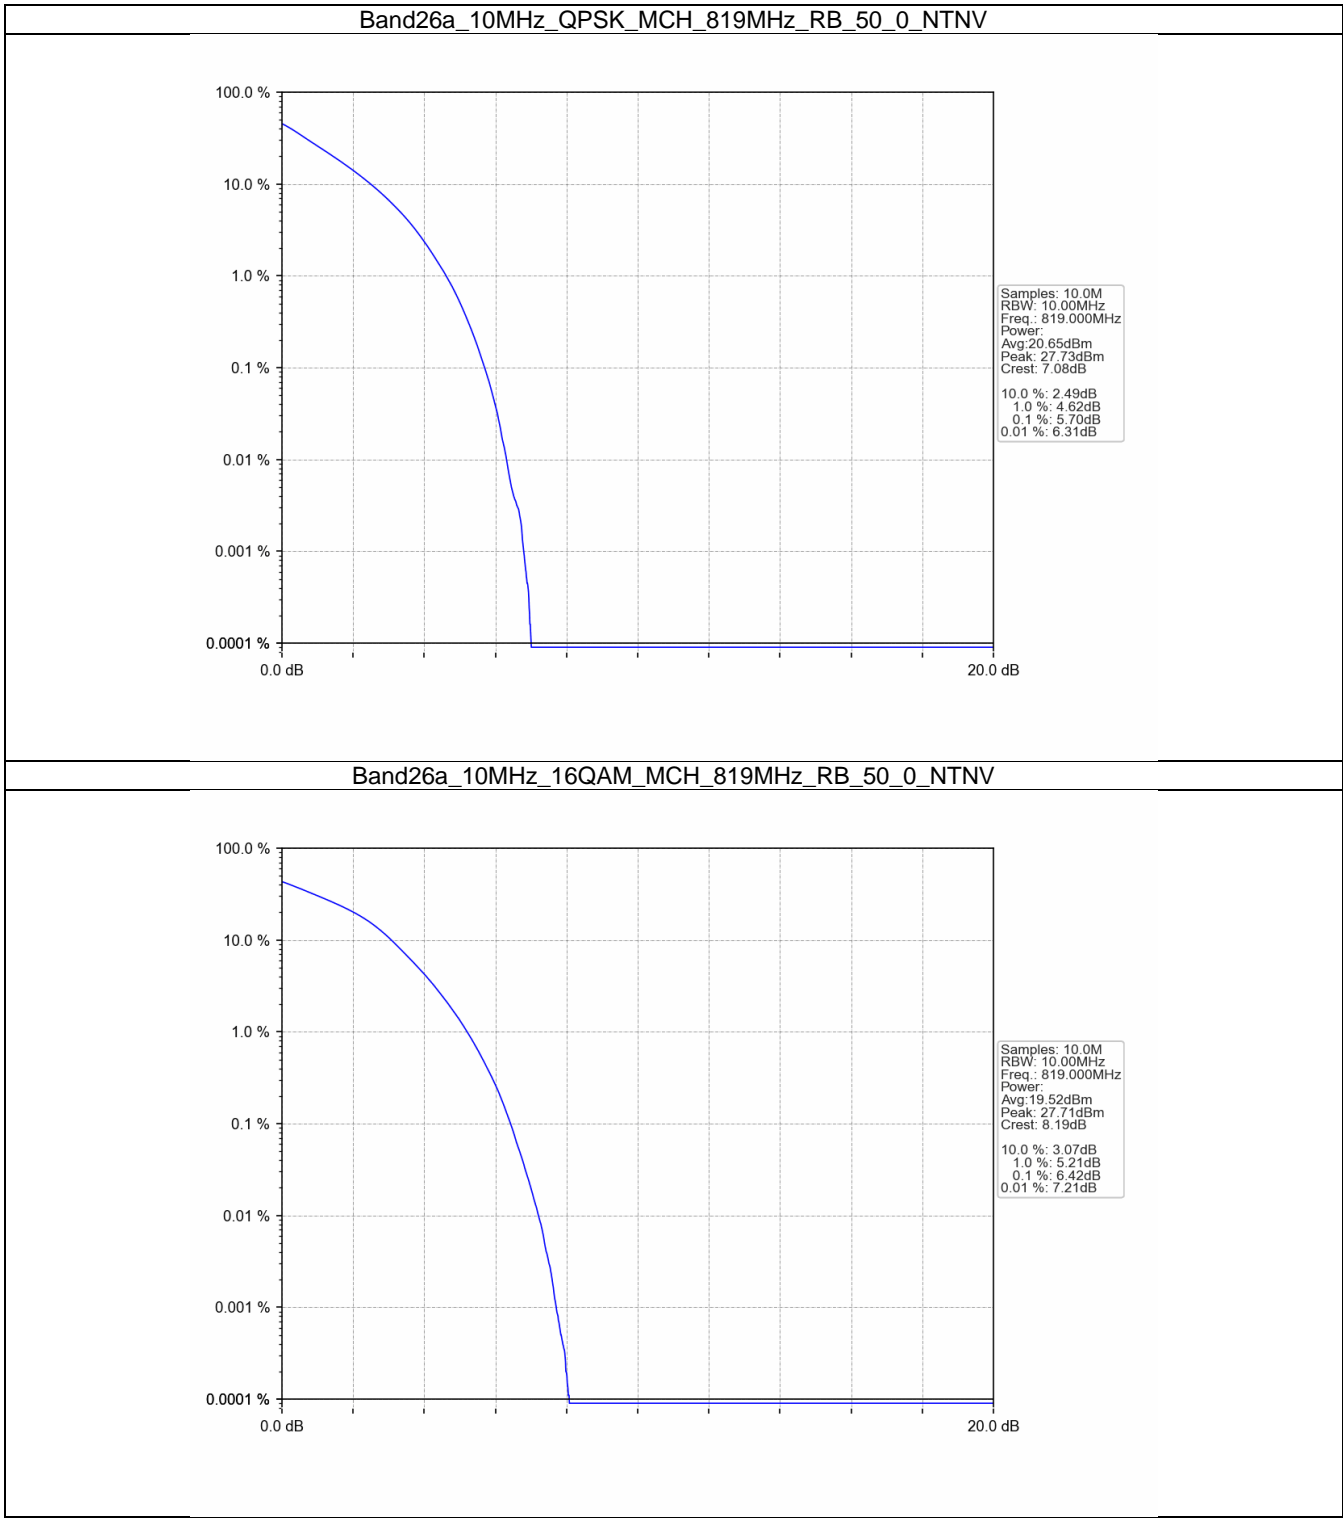 Band26a_10MHz_QPSK_MCH_819MHz_RB_50_0_NTNV
100.0 %
10.0 %
1.0 %
0.1 %
0.01 %
0.001 %
0.0001 %
0.0 dB
20.0 dB
Samples: 10.0M
RBW: 10.00MHz
Freq.: 819.000MHz
Power:
Avg:20.65dBm
Peak: 27.73dBm
Crest: 7.08dB
10.0 %: 2.49dB
1.0 %: 4.62dB
0.1 %: 5.70dB
0.01 %: 6.31dB
Band26a_10MHz_16QAM_MCH_819MHz_RB_50_0_NTNV
100.0 %
10.0 %
1.0 %
0.1 %
0.01 %
0.001 %
0.0001 %
0.0 dB
20.0 dB
Samples: 10.0M
RBW: 10.00MHz
Freq.: 819.000MHz
Power:
Avg:19.52dBm
Peak: 27.71dBm
Crest: 8.19dB
10.0 %: 3.07dB
1.0 %: 5.21dB
0.1 %: 6.42dB
0.01 %: 7.21dB